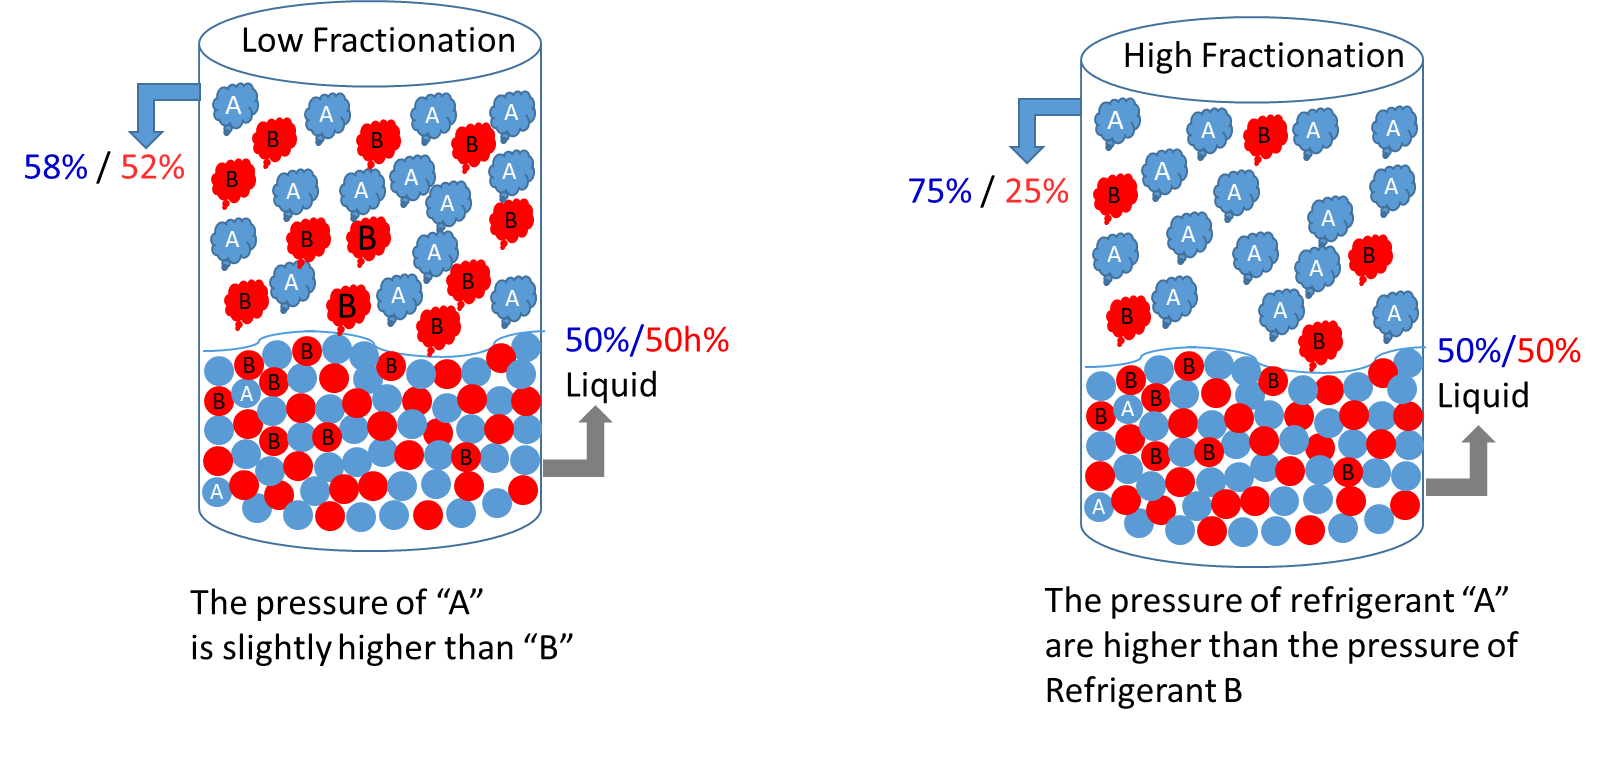 Low Fractionation
A
A
A
A
B
B
B
58% / 52%
B
A
A
A
A
A
B
A
B
B
A
B
A
A
B
B
A
A
B
50%/50h%
Liquid
B
B
B
B
B
A
B
B
B
A
The pressure of “A”
is slightly higher than “B”
High Fractionation
A
A
B
A
A
75% / 25%
B
A
A
A
A
A
A
A
A
B
B
A
A
A
B
50%/50%
Liquid
B
B
B
B
B
A
B
B
B
A
The pressure of refrigerant “A”
are higher than the pressure of
Refrigerant B